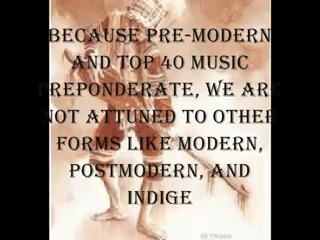 BECAUSE PRE-MODERN
AND TOP 40 MUSIC
PREPONDERATE, WE ARE
NOT ATTUNED TO OTHER
FORMS LIKE MODERN,
POSTMODERN, AND
INDIGE